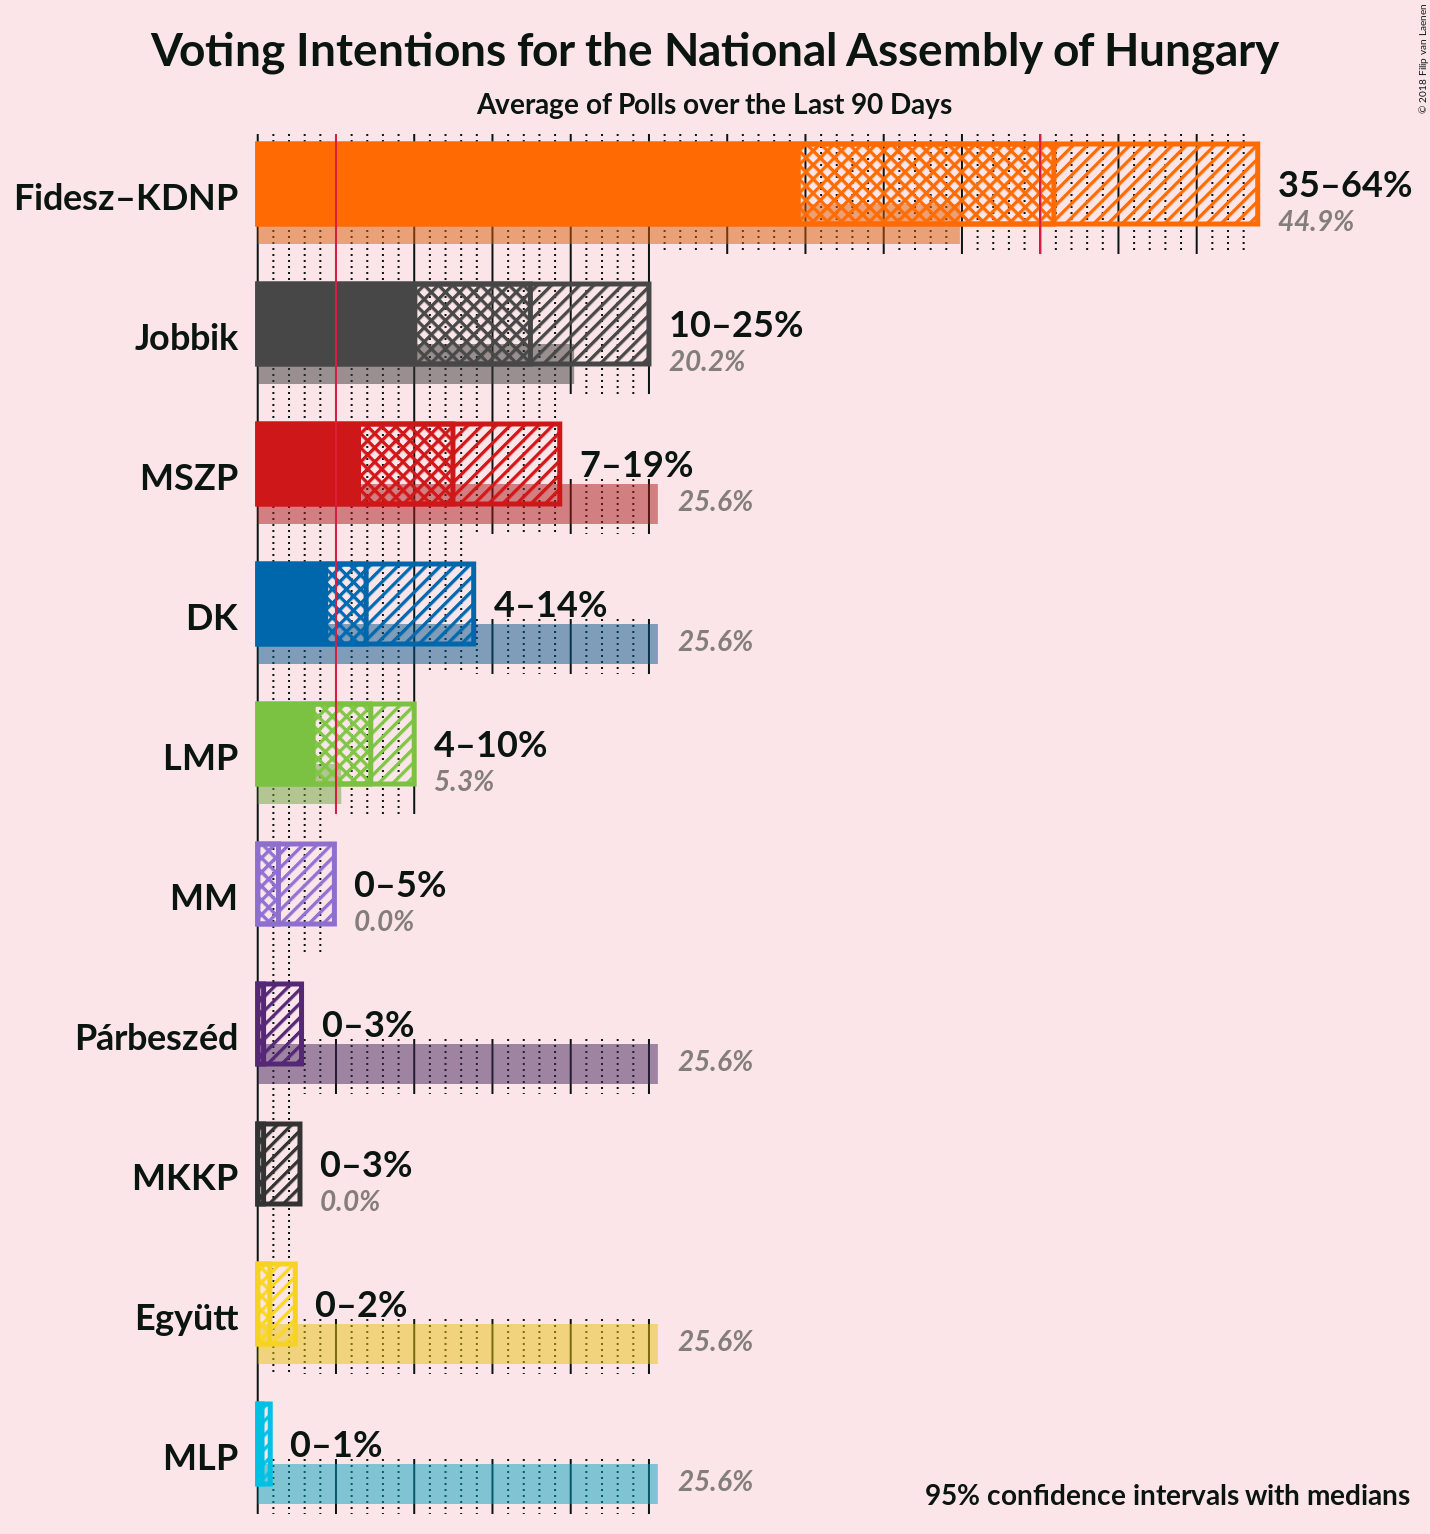 Voting Intentions for the National Assembly of Hungary
Average of Polls over the Last 90 Days
© 2018 Filip van Laenen
Fidesz–KDNP
35–64%
44.9%
Jobbik
10–25%
20.2%
MSZP
7–19%
25.6%
DK
4–14%
25.6%
LMP
4–10%
5.3%
MM
0–5%
0.0%
Párbeszéd
0–3%
25.6%
MKKP
0–3%
0.0%
Együtt
0–2%
25.6%
MLP
0–1%
25.6%
95% confidence intervals with medians